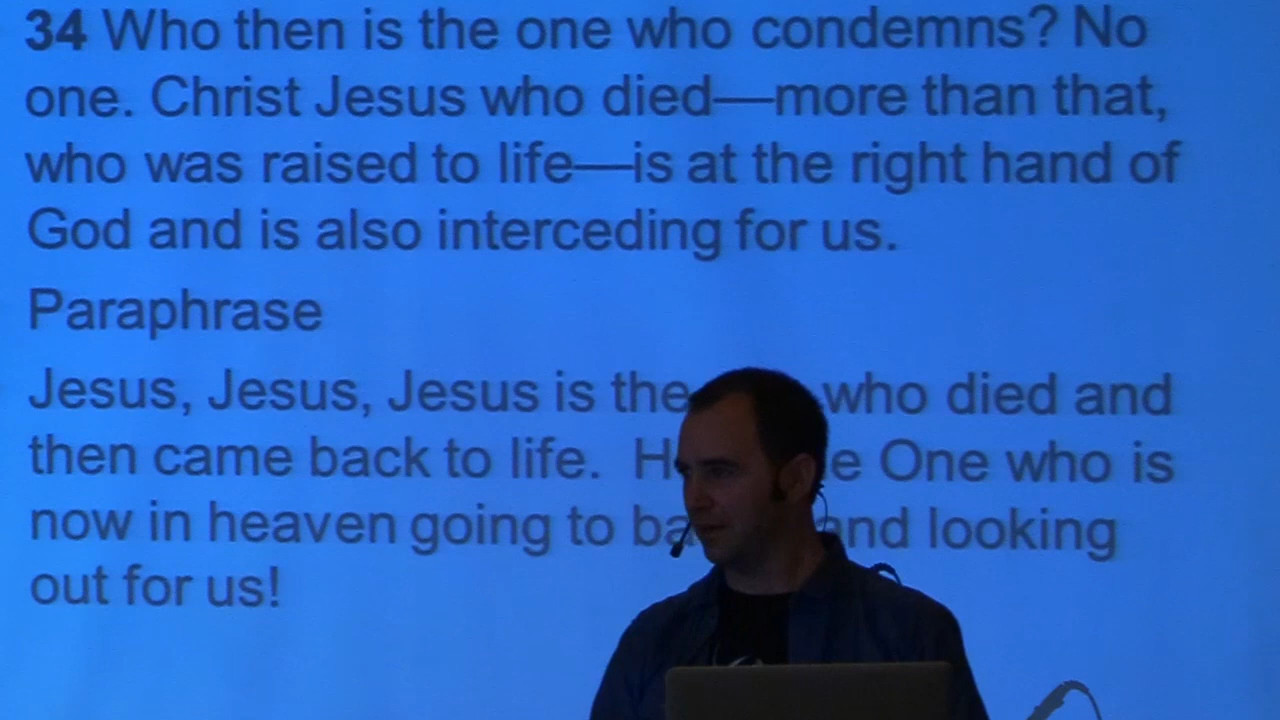 34 Who then is the one who condemns? No
one. Christ Jesus who died—more than that,
who was raised to life—is at the right hand of
God and is also interceding for us.
Paraphrase
Jesus, Jesus, Jesus is the who died and
then came back to life. One who is
now in heaven going to and looking
out for us!